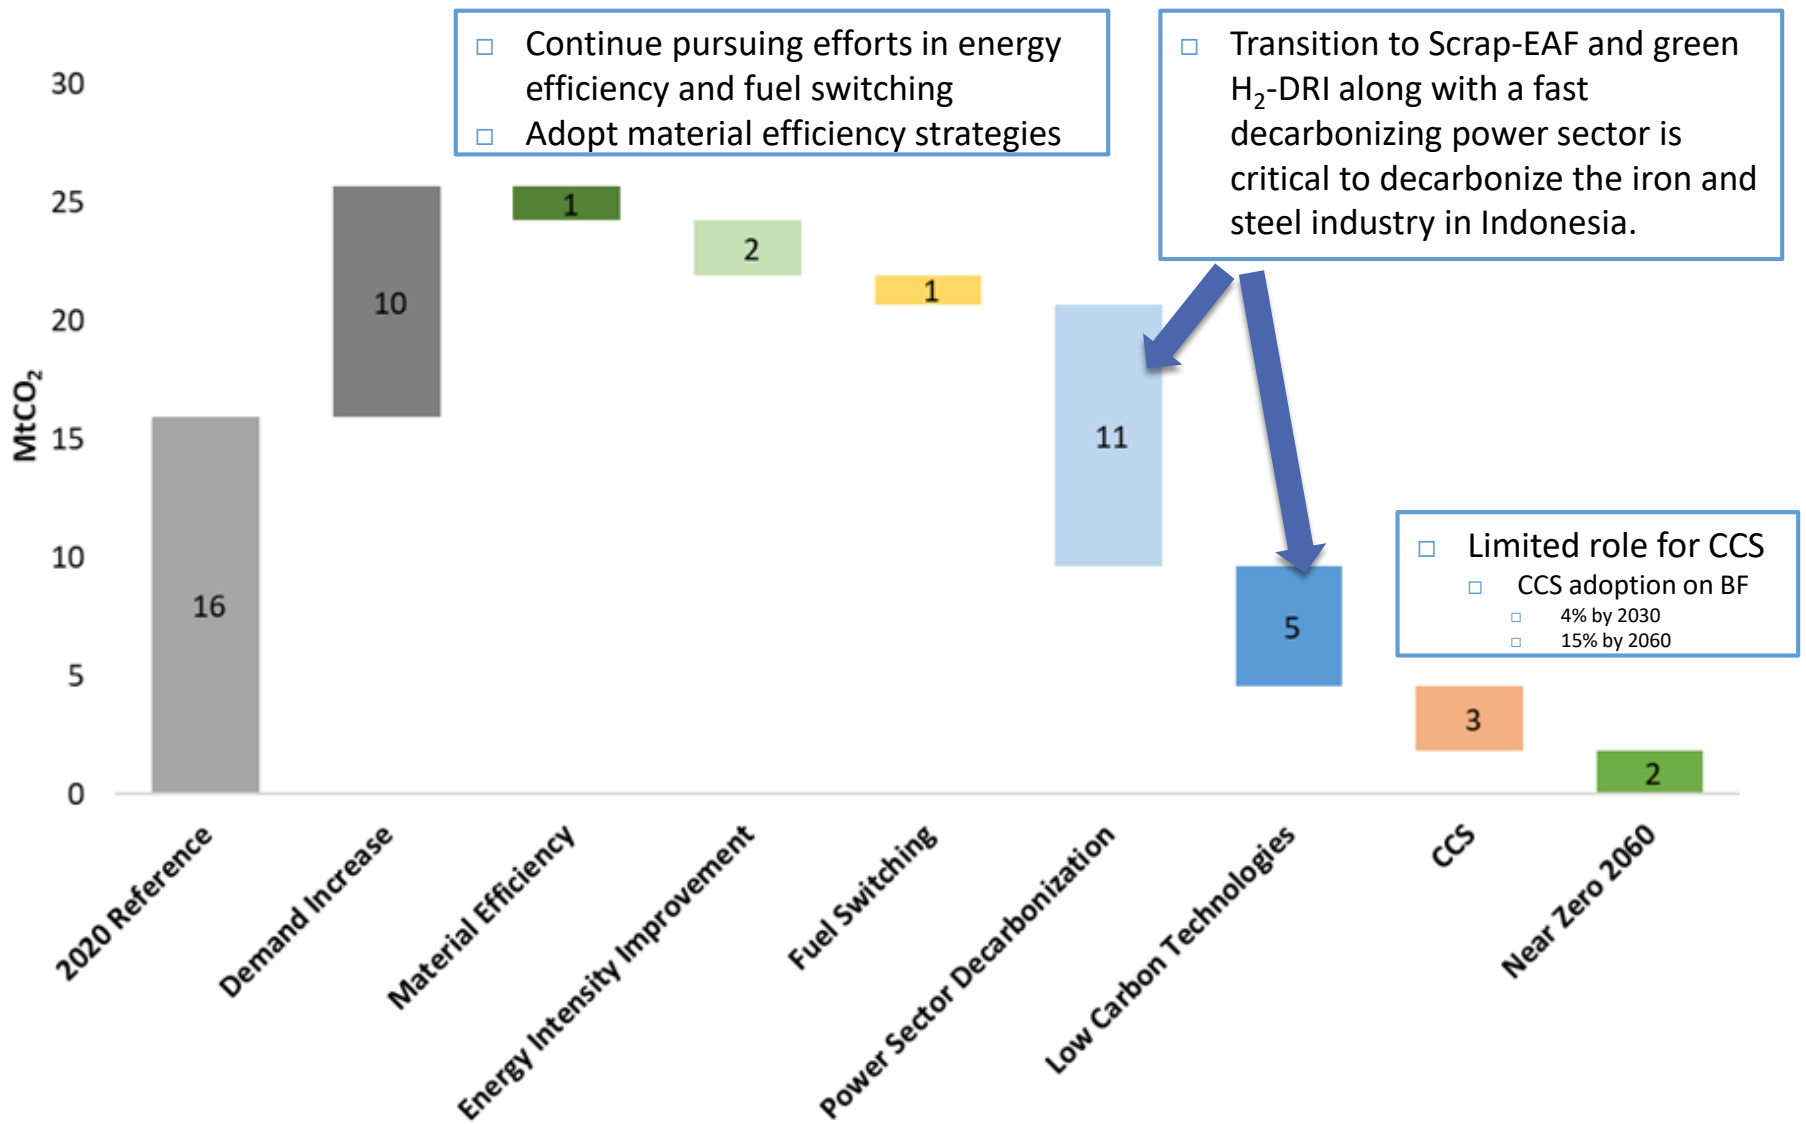 Continue pursuing efforts in energy
efficiency and fuel switching
Adopt material efficiency strategies
Transition to Scrap-EAF and green
H₂-DRI along with a fast
decarbonizing power sector is
critical to decarbonize the iron and
steel industry in Indonesia.
Limited role for CCS
CCS adoption on BF
4% by 2030
15% by 2060
MtCO₂
30
25
20
15
10
5
0
16
10
1
2
1
11
5
3
2
2020 Reference
Demand Increase
Material Efficiency
Energy Intensity Improvement
Fuel Switching
Power Sector Decarbonization
Low Carbon Technologies
CCS
Near Zero 2060